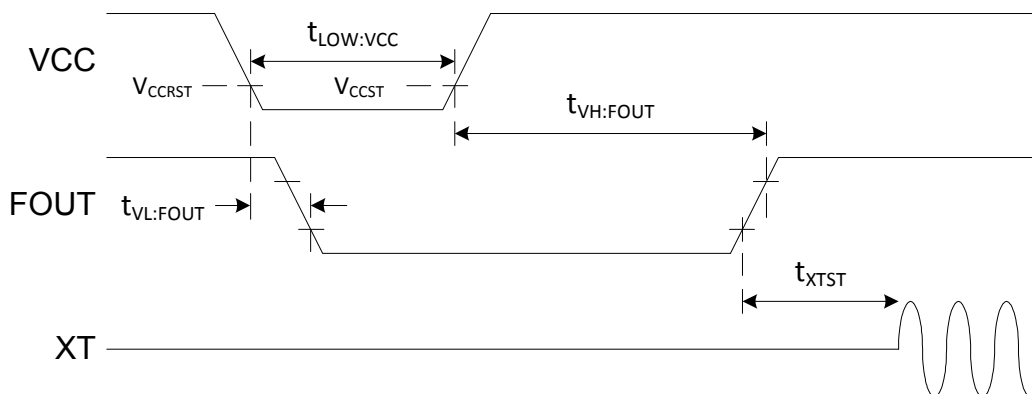 VCC
tLOW:VCC
VCCRST
VCCST
tVH:FOUT
FOUT
tVL:FOUT
tXTST
XT